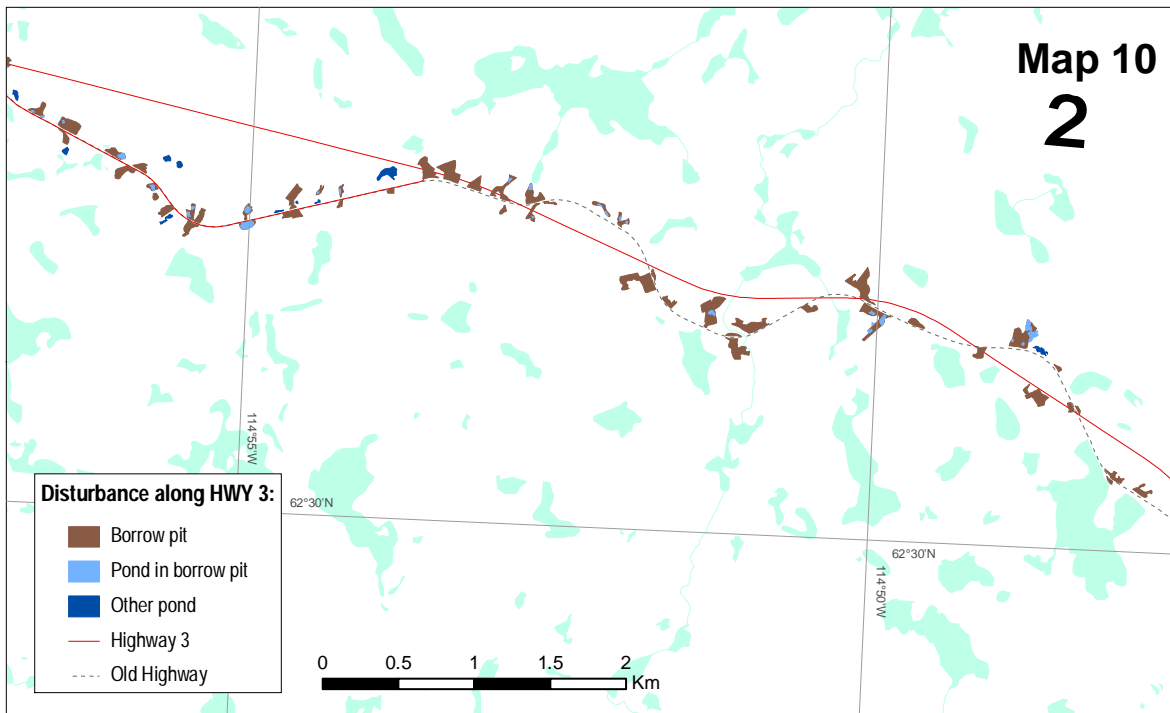 Map 10
2
114°55'W
62°30'N
62°30'N
114°50'W
Disturbance along HWY 3:
Borrow pit
Pond in borrow pit
Other pond
Highway 3
Old Highway
0 0.5 1 1.5 2
Km